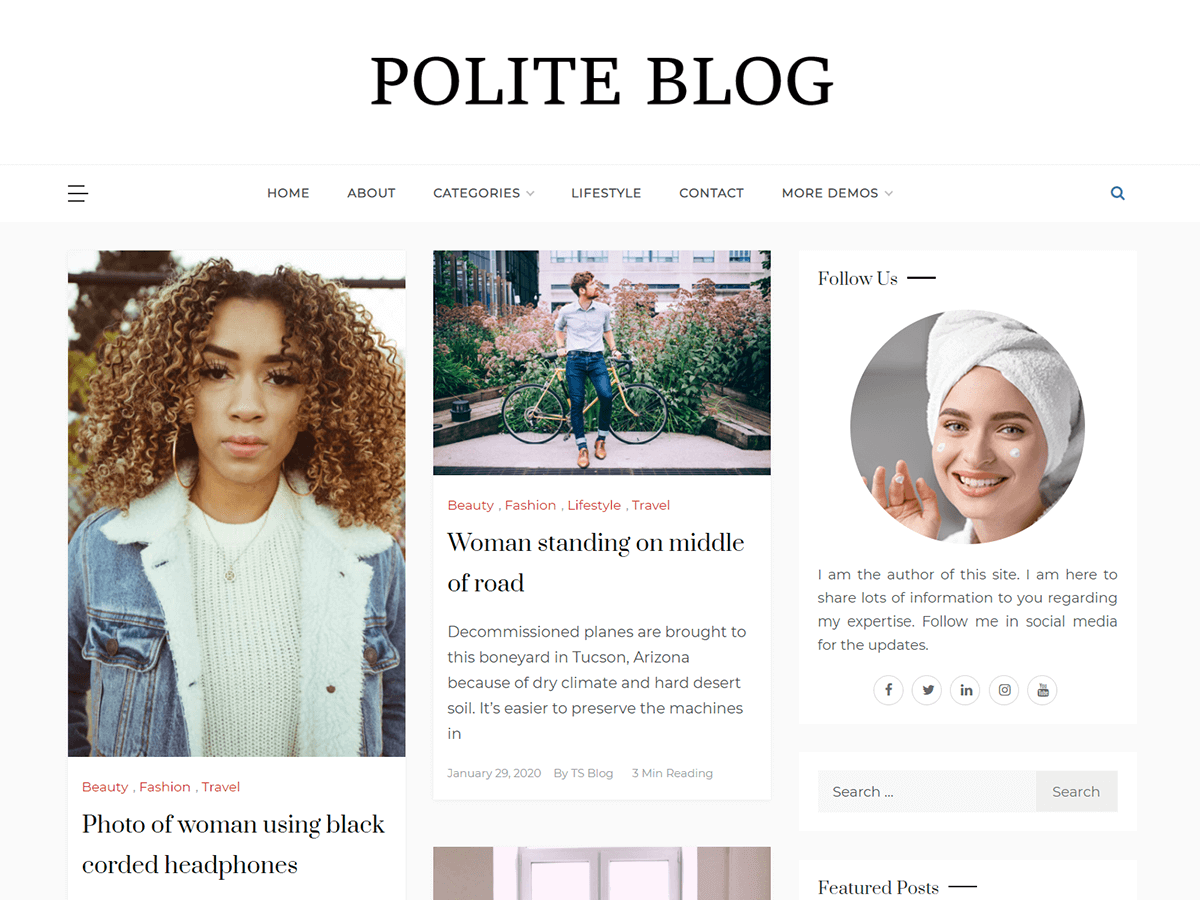 POLITE BLOG
HOME ABOUT CATEGORIES LIFESTYLE CONTACT MORE DEMOS
Beauty , Fashion , Travel
Photo of woman using black
corded headphones
Beauty , Fashion , Lifestyle , Travel
Woman standing on middle
of road
Decommissioned planes are brought to
this boneyard in Tucson, Arizona
because of dry climate and hard desert
soil. It’s easier to preserve the machines
in
January 29, 2020 By TS Blog 3 Min Reading
Follow Us
I am the author of this site. I am here to
share lots of information to you regarding
my expertise. Follow me in social media
for the updates.
Search ... Search
Featured Posts